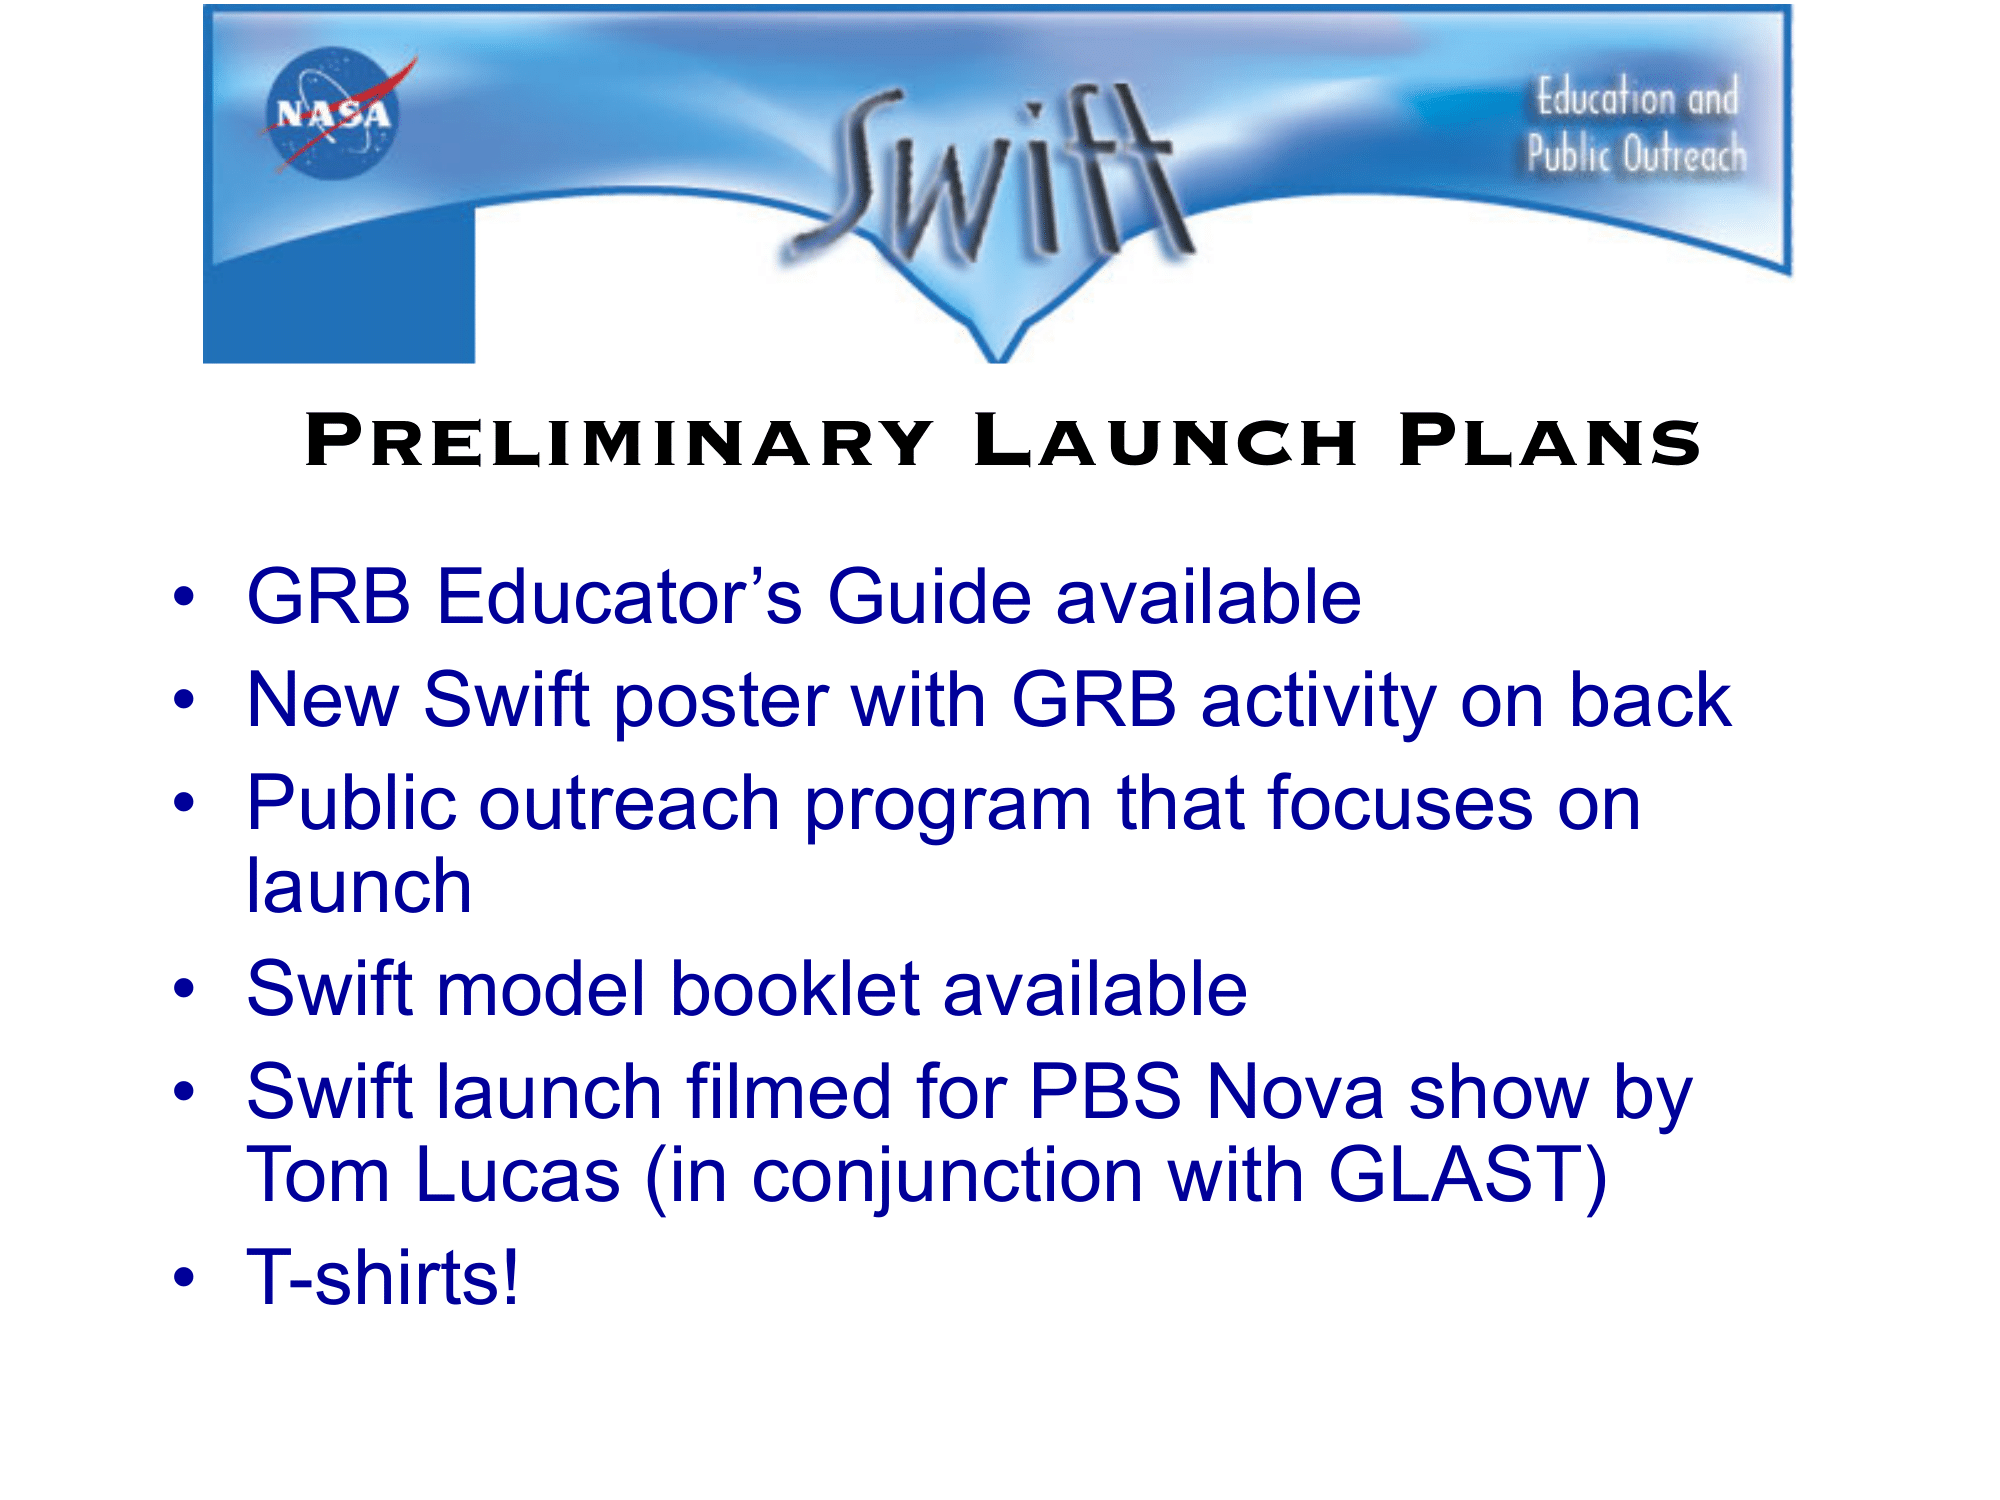 NASA
Swift
Education and
Public Outreach
Preliminary Launch Plans
• GRB Educator’s Guide available
• New Swift poster with GRB activity on back
• Public outreach program that focuses on
launch
• Swift model booklet available
• Swift launch filmed for PBS Nova show by
Tom Lucas (in conjunction with GLAST)
• T-shirts!